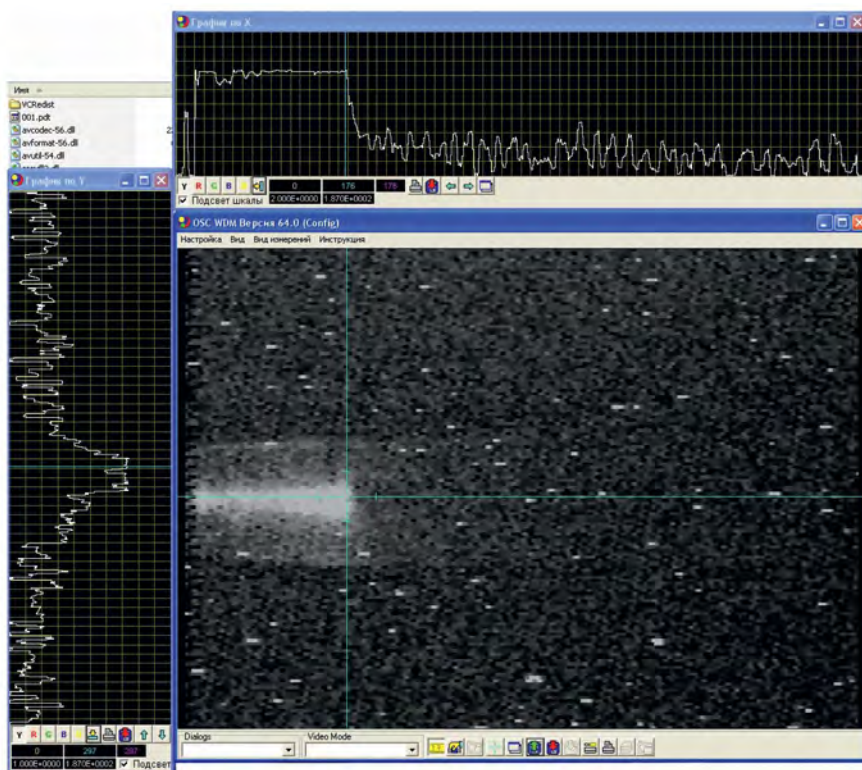 График по X
Имя
VCRedist
001.pdt
avcodec-56.dll
avformat-56.dll
avutil-54.dll
График по Y
Y R G B
0 176 176
Подсвет шкалы 2.000E+0000 1.870E+0002
OSC WDM Версия 64.0 (Config)
Настройка Вид Вид измерений Инструкция
Y R G B
0 297 297
1.000E+0000 1.870E+0002 Подсвет
Dialogs Video Mode